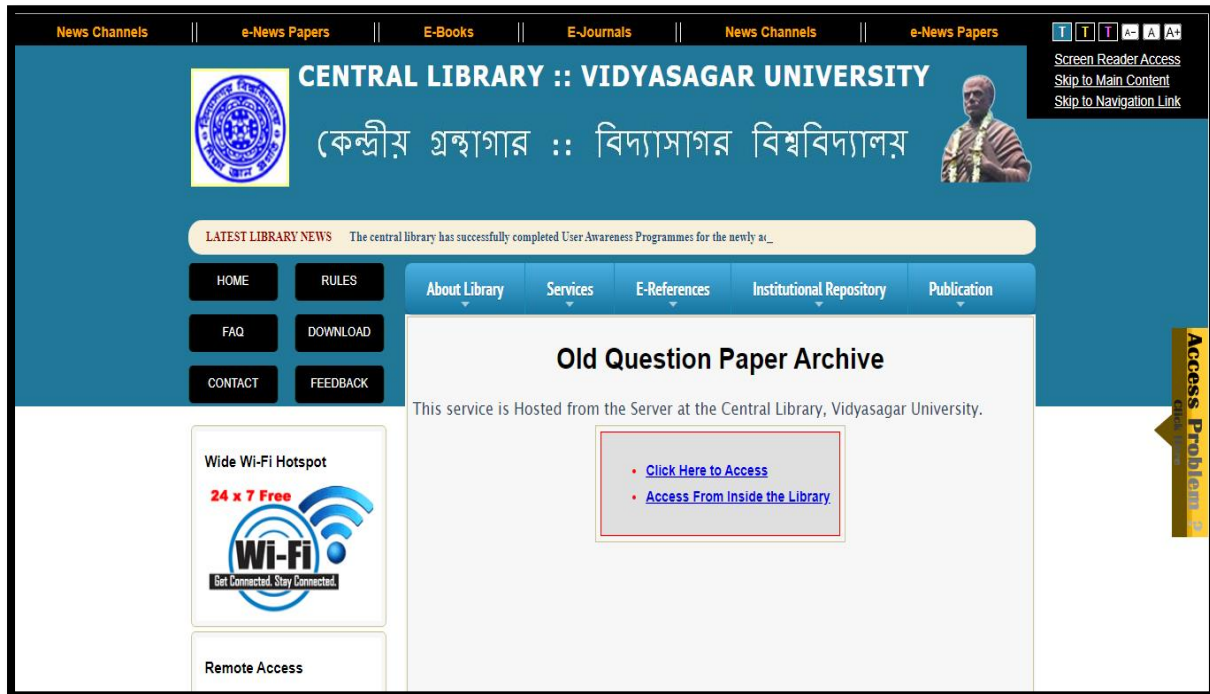 News Channels || e-News Papers || E-Books || E-Journals || News Channels || e-News Papers
T T T A- A A+
Screen Reader Access
Skip to Main Content
Skip to Navigation Link
CENTRAL LIBRARY :: VIDYASAGAR UNIVERSITY
কেন্দ্রীয় গ্রন্থাগার :: বিদ্যাসাগর বিশ্ববিদ্যালয়
LATEST LIBRARY NEWS The central library has successfully completed User Awareness Programmes for the newly ac_
HOME RULES
FAQ DOWNLOAD
CONTACT FEEDBACK
About Library Services E-References Institutional Repository Publication
Old Question Paper Archive
This service is Hosted from the Server at the Central Library, Vidyasagar University.
Click Here to Access
Access From Inside the Library
Wide Wi-Fi Hotspot
24 x 7 Free
Wi-Fi
Get Connected. Stay Connected.
Remote Access
Access Problem ?
Click Here